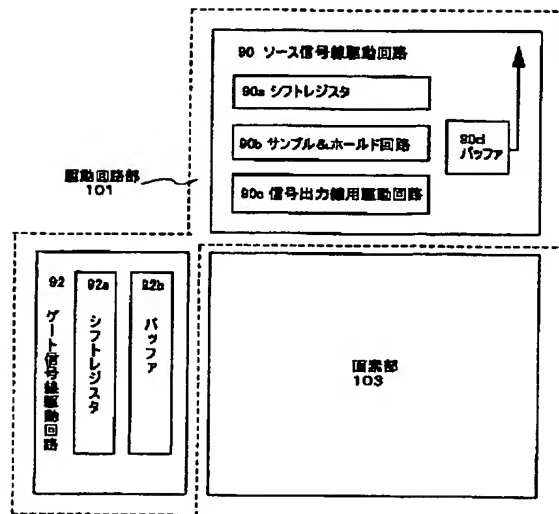 90 ソース信号線駆動回路
90a シフトレジスタ
90b サンプル&ホールド回路
90c 信号出力線用駆動回路
90d
バッファ
駆動回路部
101
92
ゲート信号線駆動回路
92a
シフトレジスタ
92b
バッファ
画素部
103